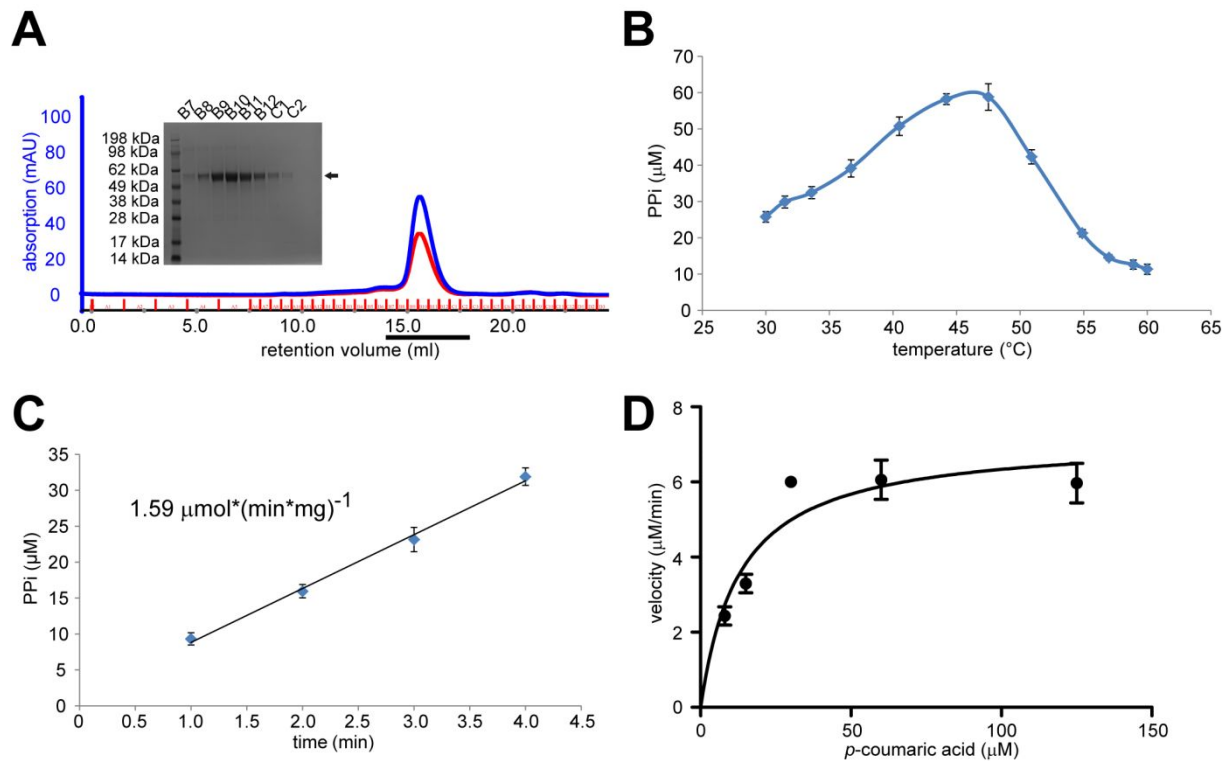 A
B7 B8 B9 B10 B11 B12 C1 C2
198 kDa
98 kDa
62 kDa
49 kDa
38 kDa
28 kDa
17 kDa
14 kDa
absorption (mAU)
100
80
60
40
20
0
0.0 5.0 10.0 15.0 20.0
retention volume (ml)
B
PPi (µM)
70
60
50
40
30
20
10
0
25 30 35 40 45 50 55 60 65
temperature (°C)
C
1.59 µmol*(min*mg)⁻¹
PPi (µM)
35
30
25
20
15
10
5
0
0 0.5 1.0 1.5 2.0 2.5 3.0 3.5 4.0 4.5
time (min)
D
velocity (µM/min)
8
6
4
2
0
0 50 100 150
p-coumaric acid (µM)